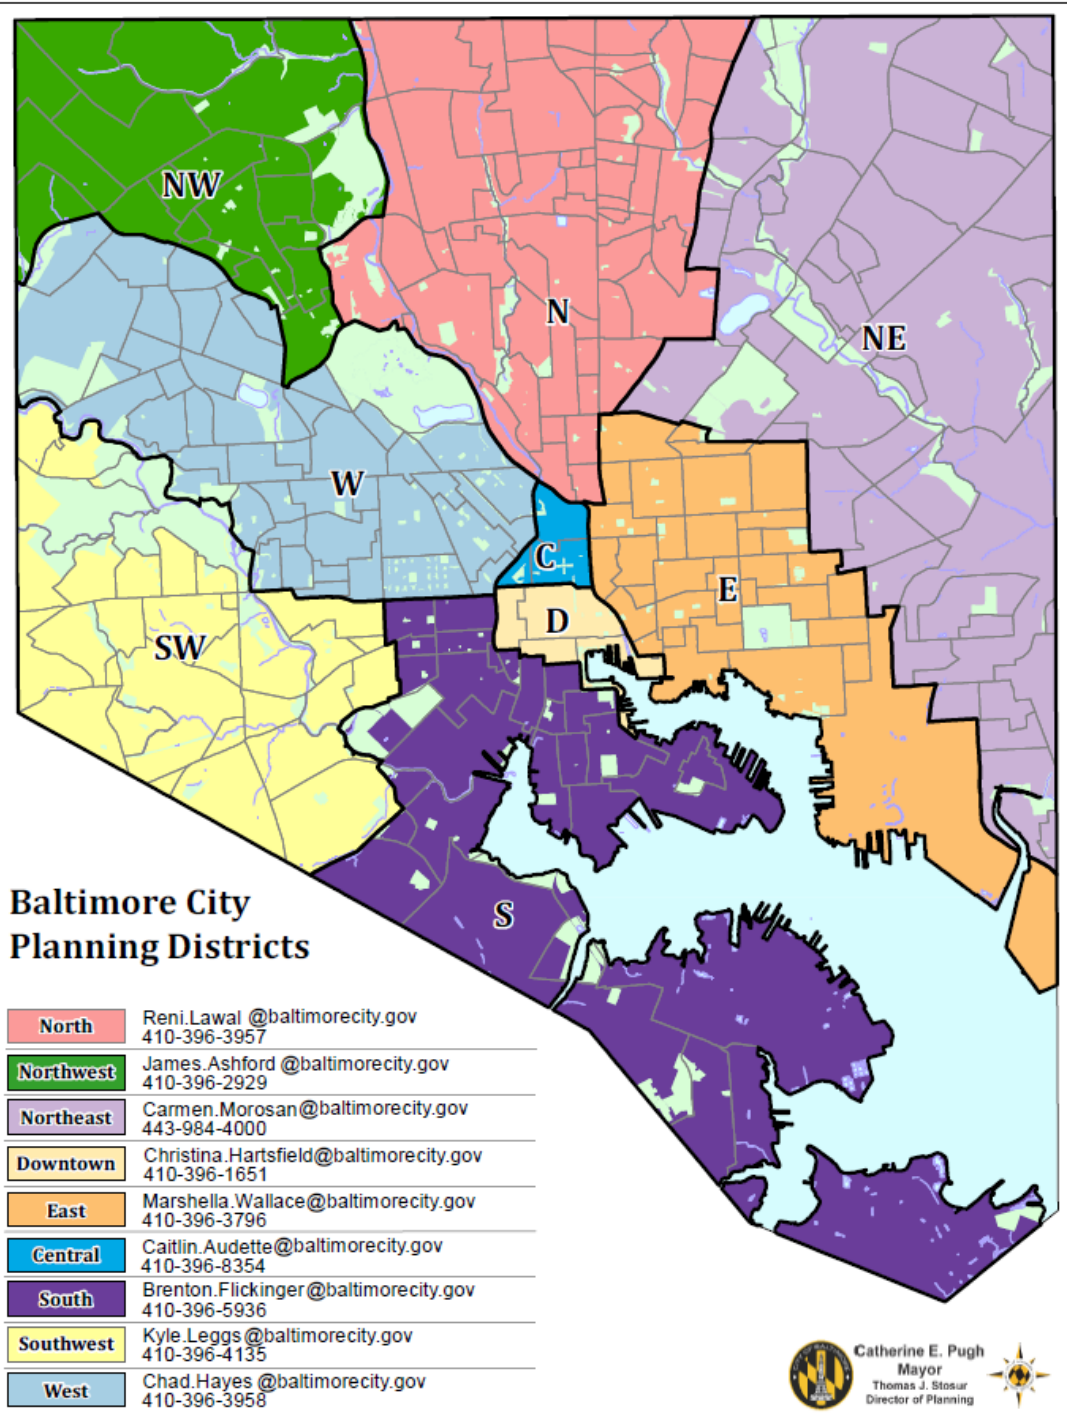 NW
N
NE
W
C
E
D
SW
S
Baltimore City
Planning Districts
North
Reni.Lawal @baltimorecity.gov
410-396-3957
Northwest
James.Ashford @baltimorecity.gov
410-396-2929
Northeast
Carmen.Morosan@baltimorecity.gov
443-984-4000
Downtown
Christina.Hartsfield@baltimorecity.gov
410-396-1651
East
Marshella.Wallace@baltimorecity.gov
410-396-3796
Central
Caitlin.Audette@baltimorecity.gov
410-396-8354
South
Brenton.Flickinger@baltimorecity.gov
410-396-5936
Southwest
Kyle.Leggs@baltimorecity.gov
410-396-4135
West
Chad.Hayes @baltimorecity.gov
410-396-3958
Catherine E. Pugh
Mayor
Thomas J. Stosur
Director of Planning